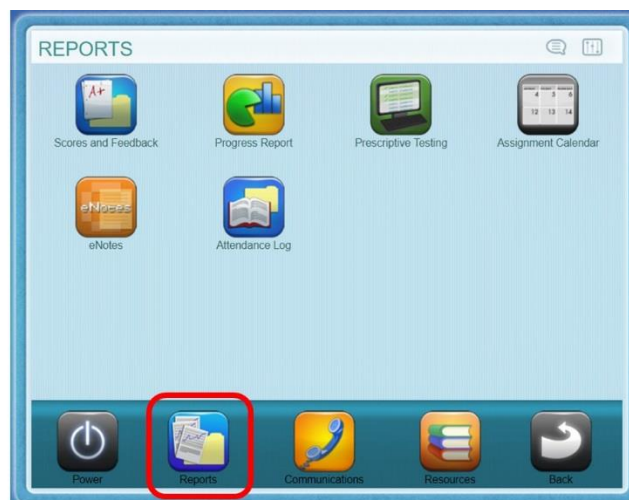 REPORTS
A+
Scores and Feedback
Progress Report
Prescriptive Testing
4 5 6
12 13 14
Assignment Calendar
eNotes
eNotes
Attendance Log
Power
Reports
Communications
Resources
Back